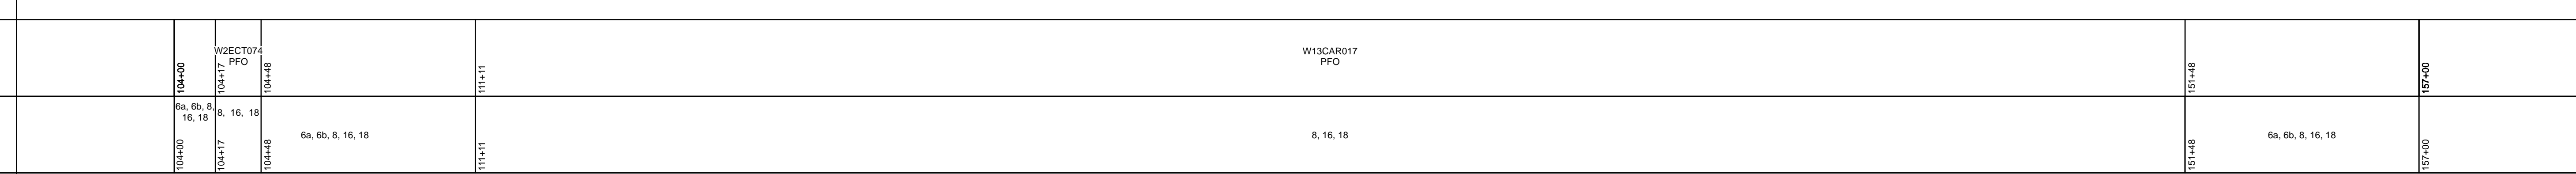 W2ECT074
PFO
W13CAR017
PFO
104+00
104+17
104+48
111+11
151+48
157+00
6a, 6b, 8,
16, 18
8, 16, 18
6a, 6b, 8, 16, 18
8, 16, 18
6a, 6b, 8, 16, 18
104+00
104+17
104+48
111+11
151+48
157+00